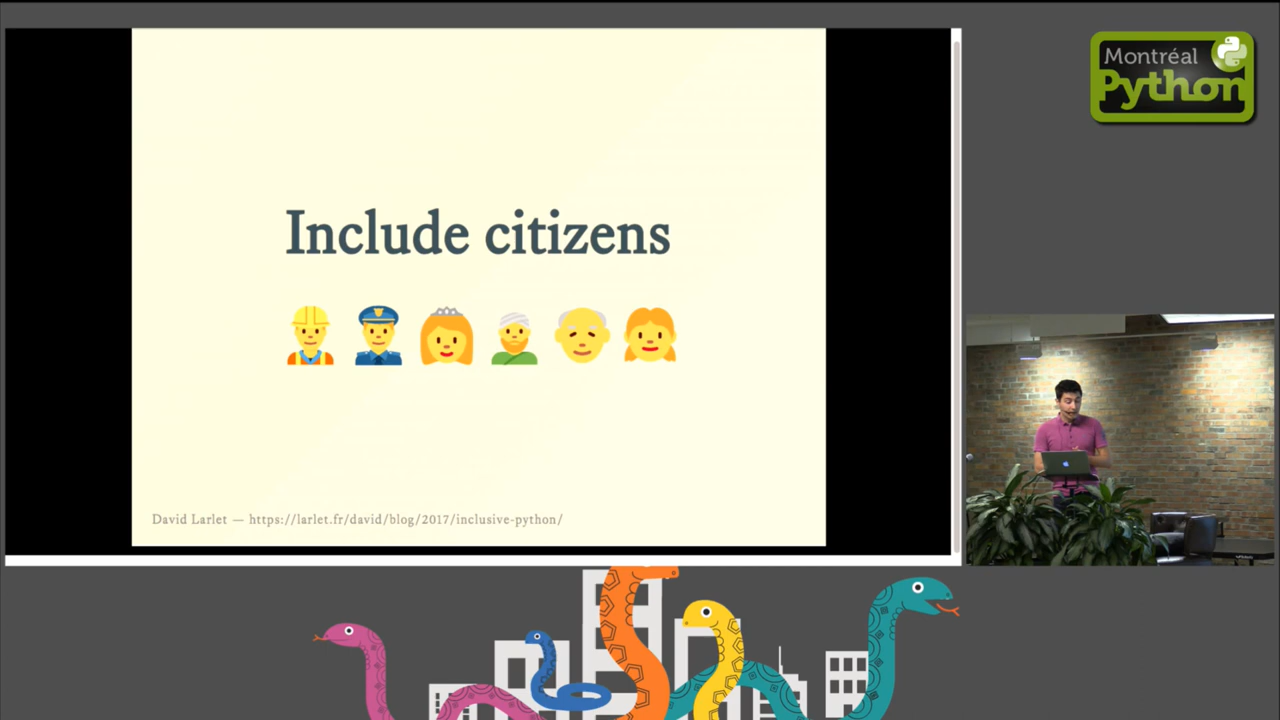 Include citizens
David Larlet — https://larlet.fr/david/blog/2017/inclusive-python/
Montréal
Python